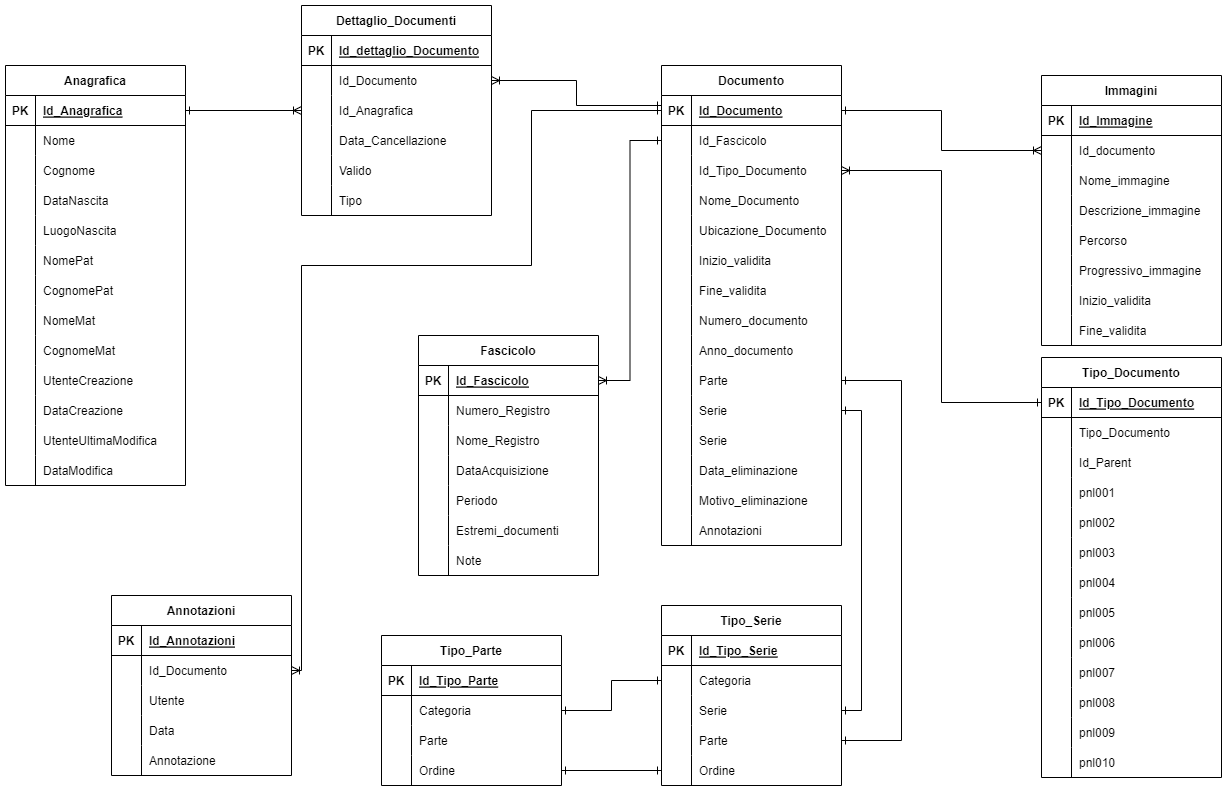 Dettaglio_Documenti
PK Id_dettaglio_Documento
Id_Documento
Id_Anagrafica
Data_Cancellazione
Valido
Tipo
Anagrafica
PK Id_Anagrafica
Nome
Cognome
DataNascita
LuogoNascita
NomePat
CognomePat
NomeMat
CognomeMat
UtenteCreazione
DataCreazione
UtenteUltimaModifica
DataModifica
Documento
PK Id_Documento
Id_Fascicolo
Id_Tipo_Documento
Nome_Documento
Ubicazione_Documento
Inizio_validita
Fine_validita
Numero_documento
Anno_documento
Parte
Serie
Serie
Data_eliminazione
Motivo_eliminazione
Annotazioni
Immagini
PK Id_Immagine
Id_documento
Nome_immagine
Descrizione_immagine
Percorso
Progressivo_immagine
Inizio_validita
Fine_validita
Fascicolo
PK Id_Fascicolo
Numero_Registro
Nome_Registro
DataAcquisizione
Periodo
Estremi_documenti
Note
Tipo_Documento
PK Id_Tipo_Documento
Tipo_Documento
Id_Parent
pnl001
pnl002
pnl003
pnl004
pnl005
pnl006
pnl007
pnl008
pnl009
pnl010
Annotazioni
PK Id_Annotazioni
Id_Documento
Utente
Data
Annotazione
Tipo_Parte
PK Id_Tipo_Parte
Categoria
Parte
Ordine
Tipo_Serie
PK Id_Tipo_Serie
Categoria
Serie
Parte
Ordine